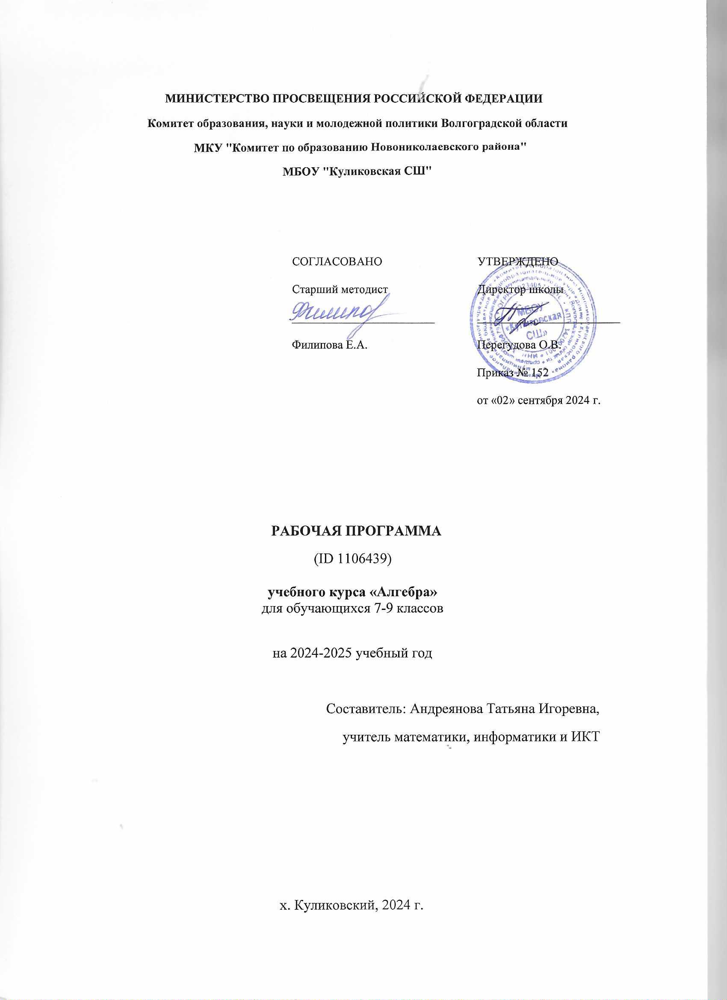 МИНИСТЕРСТВО ПРОСВЕЩЕНИЯ РОССИЙСКОЙ ФЕДЕРАЦИИ
Комитет образования, науки и молодежной политики Волгоградской области
МКУ "Комитет по образованию Новониколаевского района"
МБОУ "Куликовская СШ"
СОГЛАСОВАНО
Старший методист
Филипова Е.А.
УТВЕРЖДЕНО
Директор школы
МБОУ
«Куликовская
СШ»
Перегудова О.В.
Приказ № 152
от «02» сентября 2024 г.
РАБОЧАЯ ПРОГРАММА
(ID 1106439)
учебного курса «Алгебра»
для обучающихся 7-9 классов
на 2024-2025 учебный год
Составитель: Андреянова Татьяна Игоревна,
учитель математики, информатики и ИКТ
х. Куликовский, 2024 г.